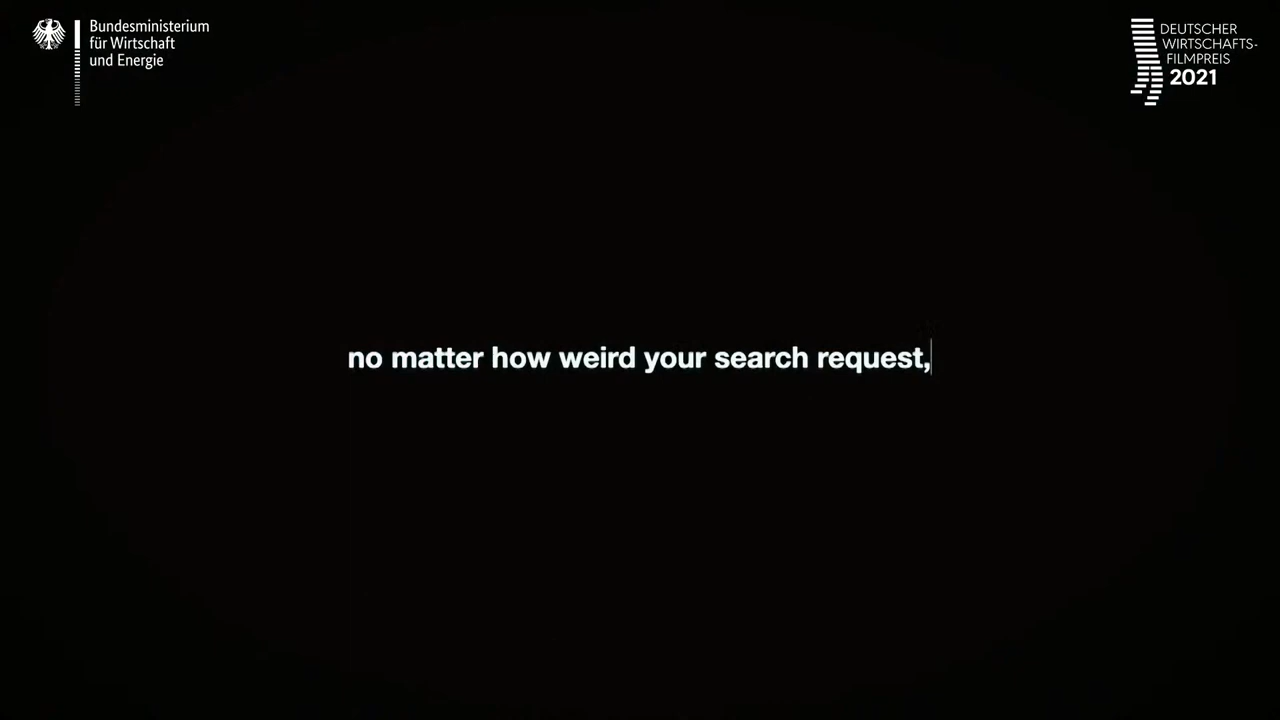 Bundesministerium
für Wirtschaft
und Energie
DEUTSCHER
WIRTSCHAFTS-
FILMPREIS
2021
no matter how weird your search request,